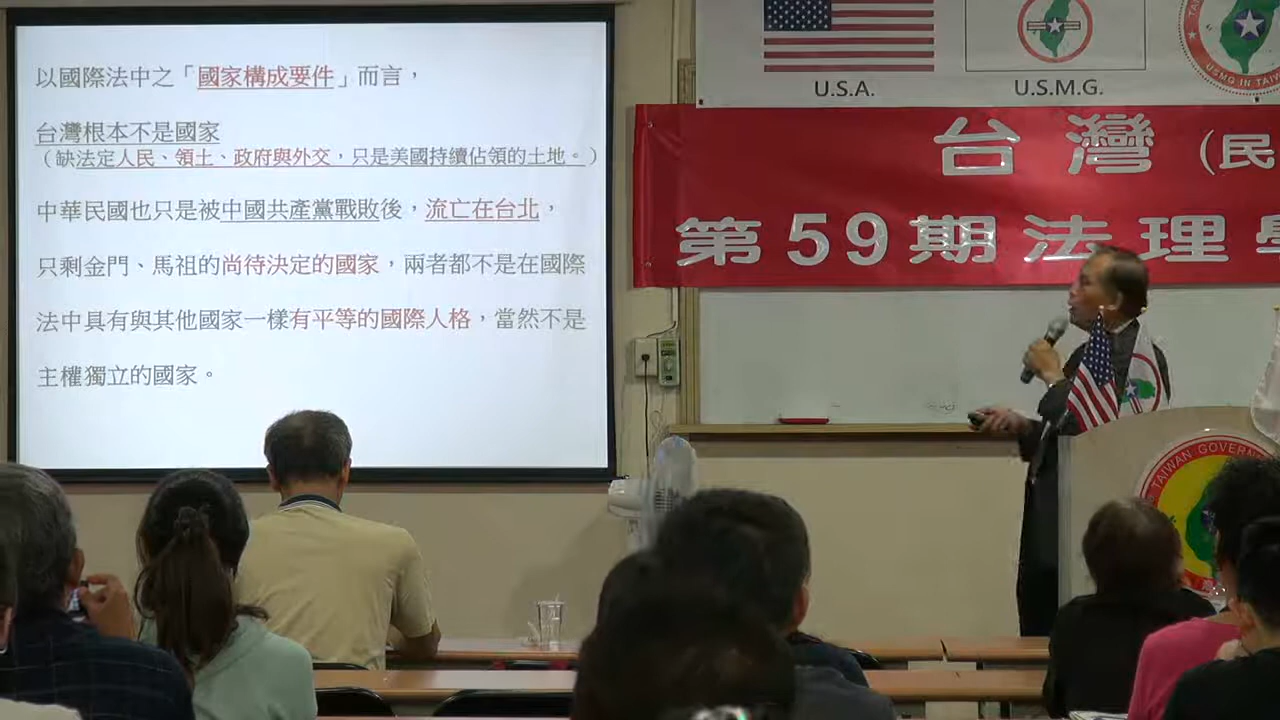 以國際法中之「國家構成要件」而言，
台灣根本不是國家
（缺法定人民、領土、政府與外交，只是美國持續佔領的土地。）
中華民國也只是被中國共產黨戰敗後，流亡在台北，
只剩金門、馬祖的尚待決定的國家，兩者都不是在國際
法中具有與其他國家一樣有平等的國際人格，當然不是
主權獨立的國家。
U.S.A.
U.S.M.G.
USMG IN TAIW
台灣（民
第59期法理學
TAIWAN GOVERN